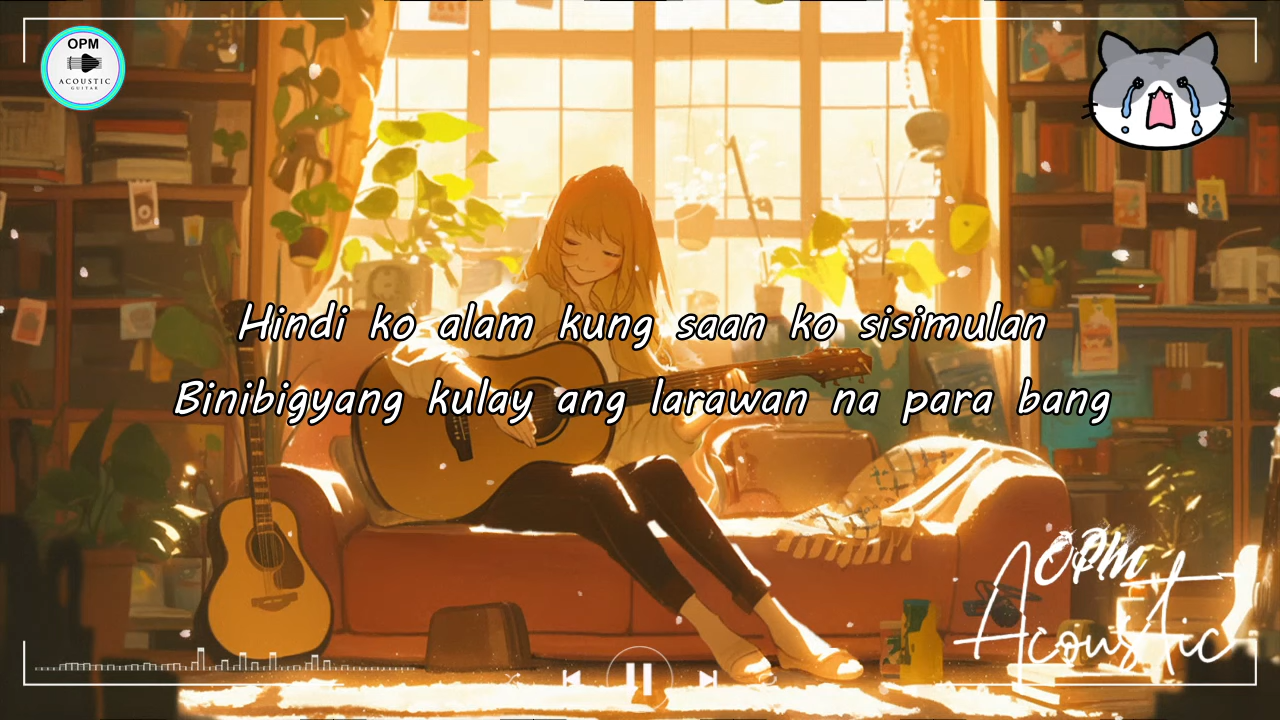 OPM
ACOUSTIC
GUITAR
Hindi ko alam kung saan ko sisimulan
Binibigyang kulay ang larawan na para bang
OPM
Acoustic